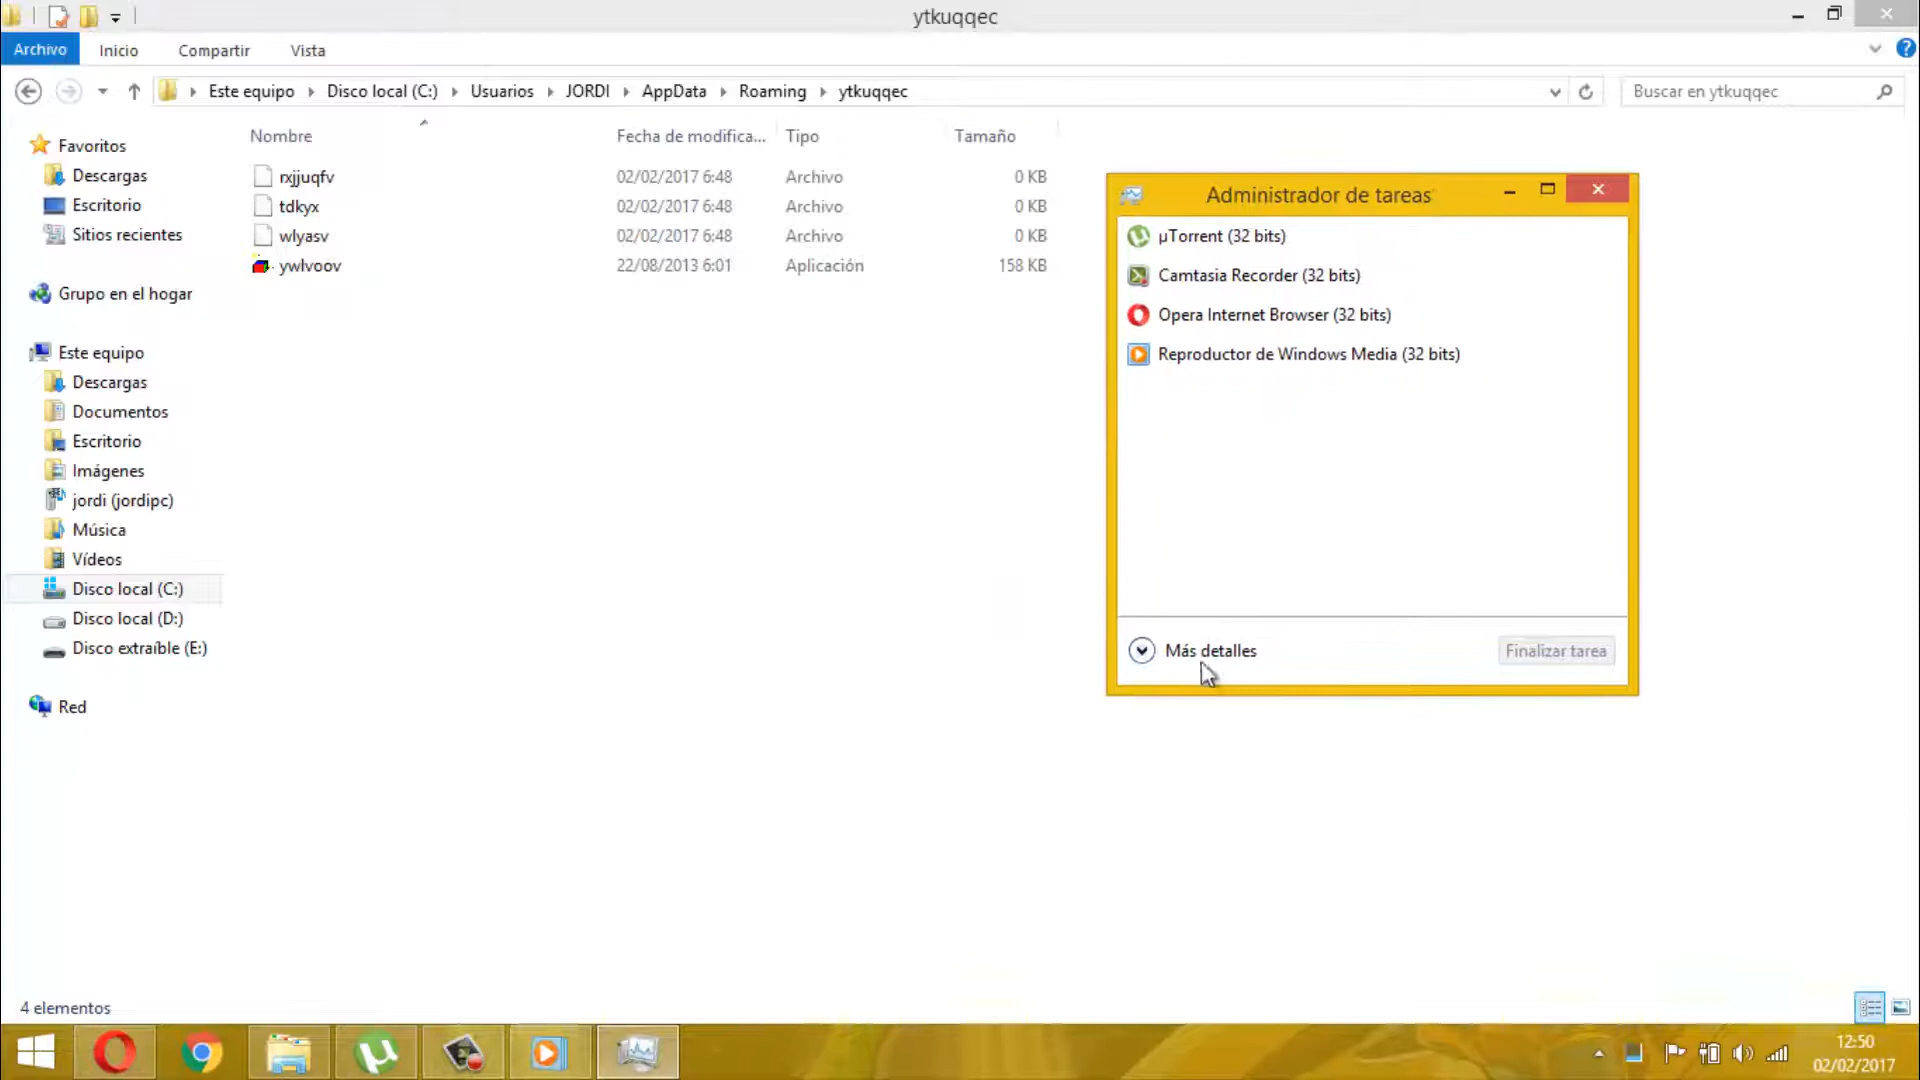 ytkuqqec
Archivo Inicio Compartir Vista
Este equipo Disco local (C:) Usuarios JORDI AppData Roaming ytkuqqec
Buscar en ytkuqqec
Favoritos
Descargas
Escritorio
Sitios recientes
Grupo en el hogar
Este equipo
Descargas
Documentos
Escritorio
Imágenes
jordi (jordipc)
Música
Vídeos
Disco local (C:)
Disco local (D:)
Disco extraíble (E:)
Red
Nombre Fecha de modifica... Tipo Tamaño
rxjjuqfv 02/02/2017 6:48 Archivo 0 KB
tdkyx 02/02/2017 6:48 Archivo 0 KB
wlyasv 02/02/2017 6:48 Archivo 0 KB
ywlvoov 22/08/2013 6:01 Aplicación 158 KB
Administrador de tareas
µTorrent (32 bits)
Camtasia Recorder (32 bits)
Opera Internet Browser (32 bits)
Reproductor de Windows Media (32 bits)
Más detalles Finalizar tarea
4 elementos
12:50
02/02/2017